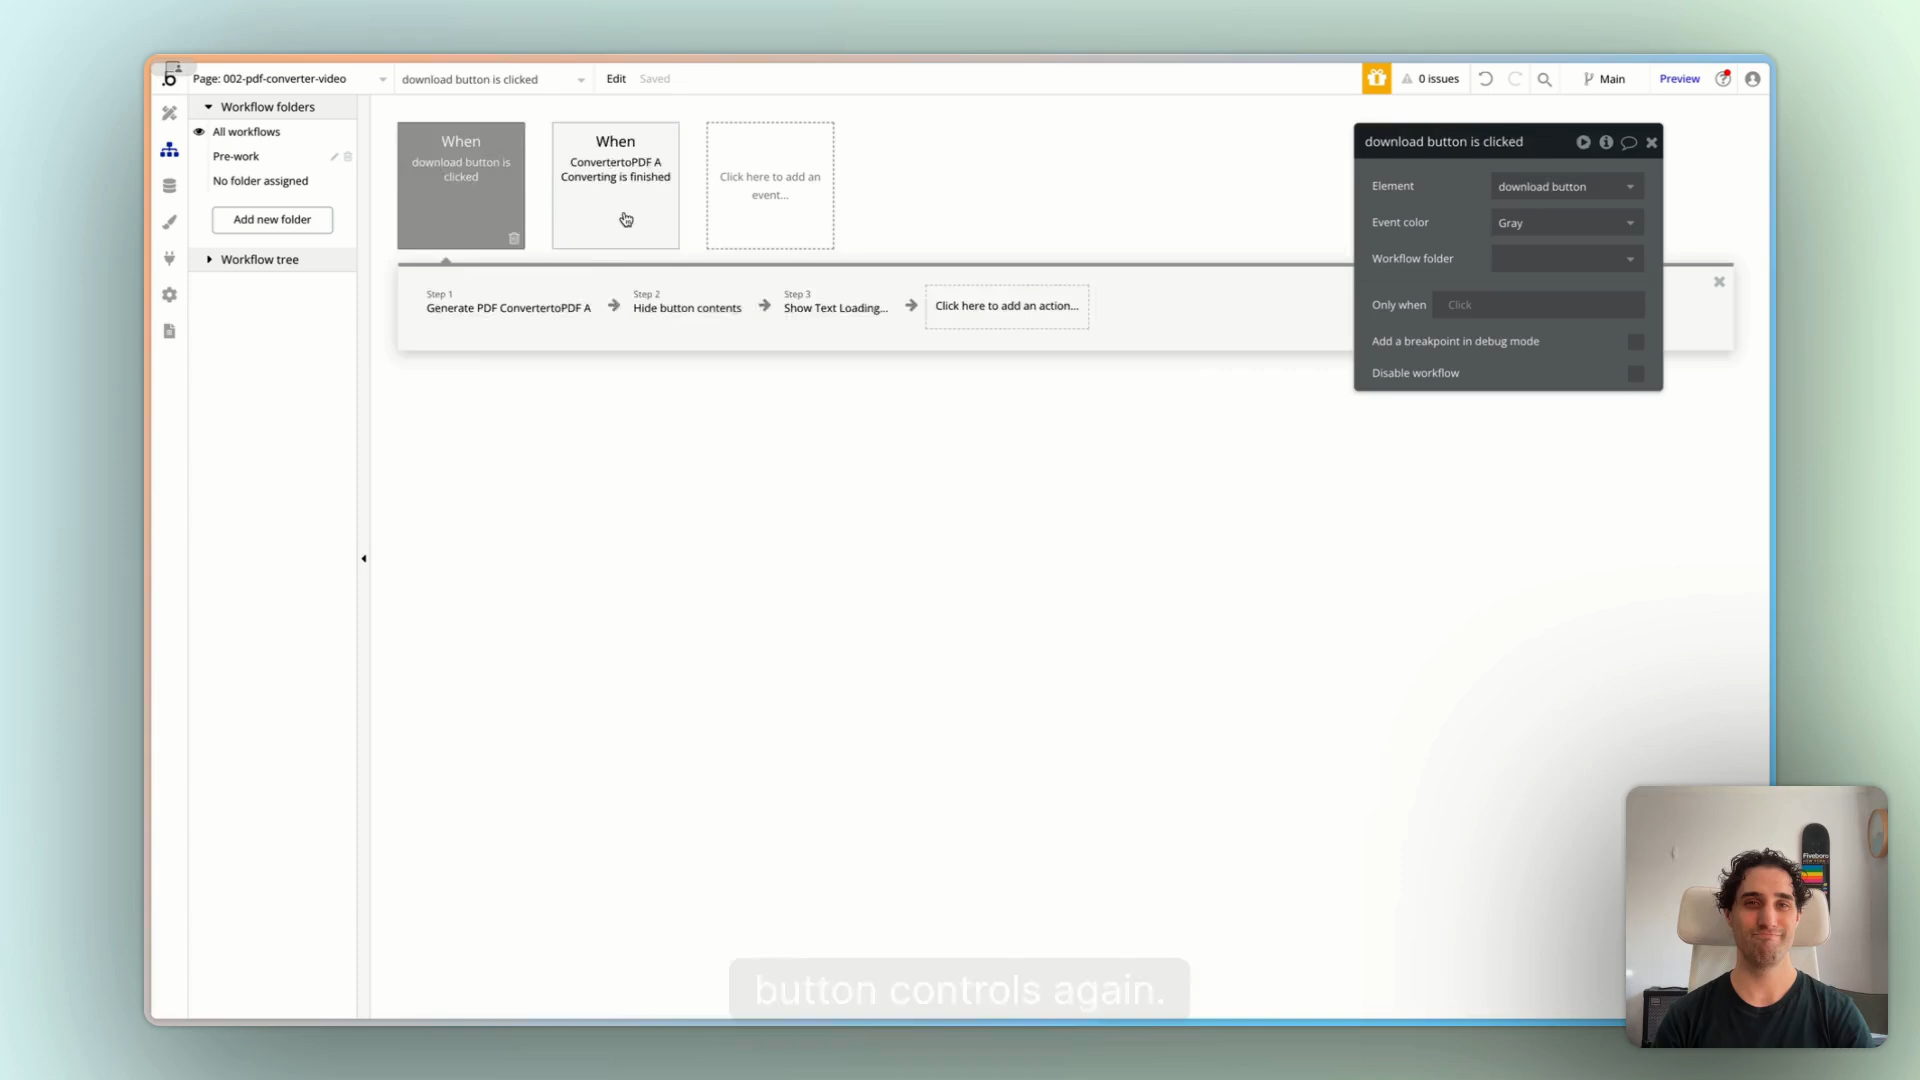 Page: 002-pdf-converter-video
download button is clicked
Edit
Saved
0 issues
Main
Preview
Workflow folders
All workflows
Pre-work
No folder assigned
Add new folder
Workflow tree
When
download button is
clicked
When
ConvertertoPDF A
Converting is finished
Click here to add an
event...
Step 1
Generate PDF ConvertertoPDF A
Step 2
Hide button contents
Step 3
Show Text Loading...
Click here to add an action...
download button is clicked
Element
download button
Event color
Gray
Workflow folder
Only when
Click
Add a breakpoint in debug mode
Disable workflow
Fiveboro
button controls again.